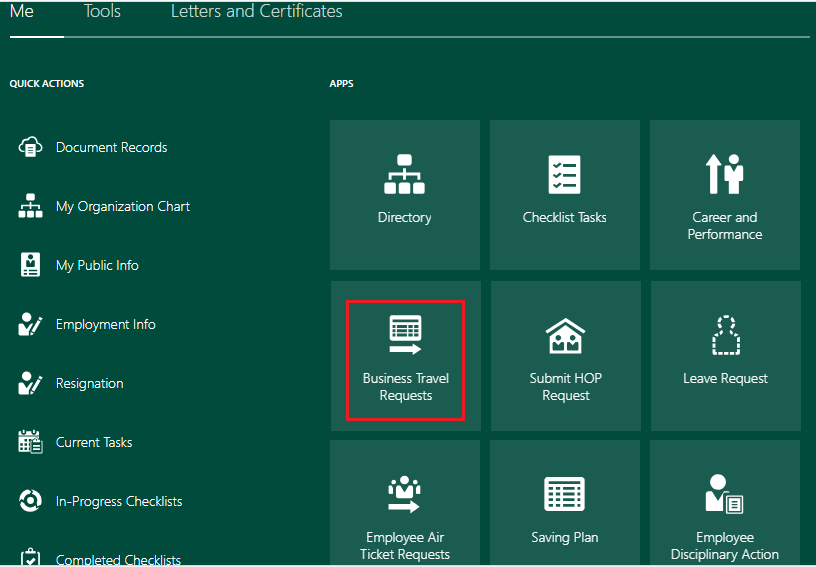 Me
Tools
Letters and Certificates
QUICK ACTIONS
Document Records
My Organization Chart
My Public Info
Employment Info
Resignation
Current Tasks
In-Progress Checklists
Completed Checklists
APPS
Directory
Checklist Tasks
Career and
Performance
Business Travel
Requests
Submit HOP
Request
Leave Request
Employee Air
Ticket Requests
Saving Plan
Employee
Disciplinary Action